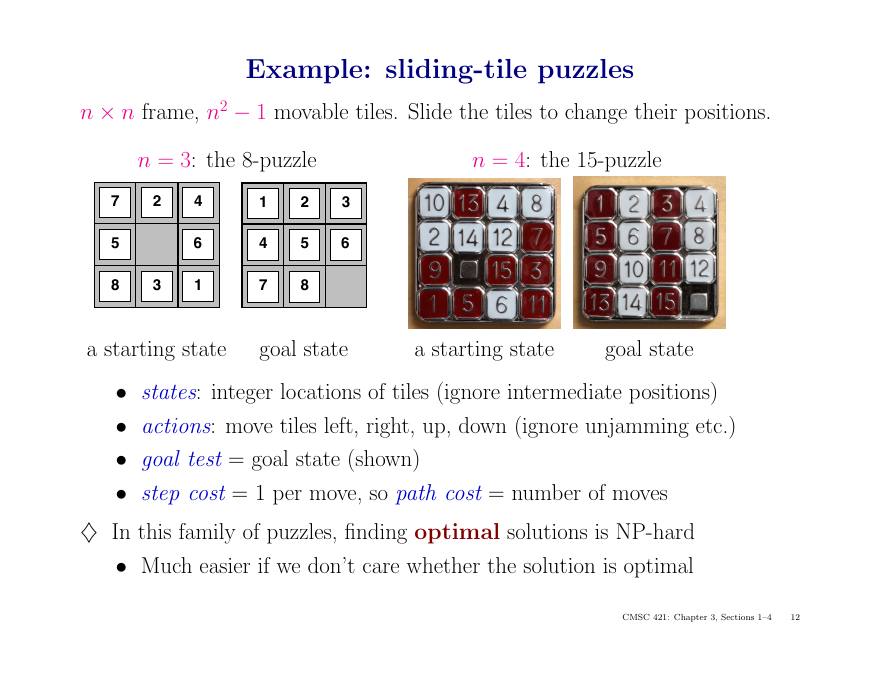 Example: sliding-tile puzzles
n × n frame, n² − 1 movable tiles. Slide the tiles to change their positions.
n = 3: the 8-puzzle
n = 4: the 15-puzzle
7 2 4
5 6
8 3 1
1 2 3
4 5 6
7 8
10 13 4 8
2 14 12 7
9 15 3
1 5 6 11
1 2 3 4
5 6 7 8
9 10 11 12
13 14 15
a starting state
goal state
a starting state
goal state
• states: integer locations of tiles (ignore intermediate positions)
• actions: move tiles left, right, up, down (ignore unjamming etc.)
• goal test = goal state (shown)
• step cost = 1 per move, so path cost = number of moves
♢ In this family of puzzles, finding optimal solutions is NP-hard
• Much easier if we don't care whether the solution is optimal
CMSC 421: Chapter 3, Sections 1–4 12